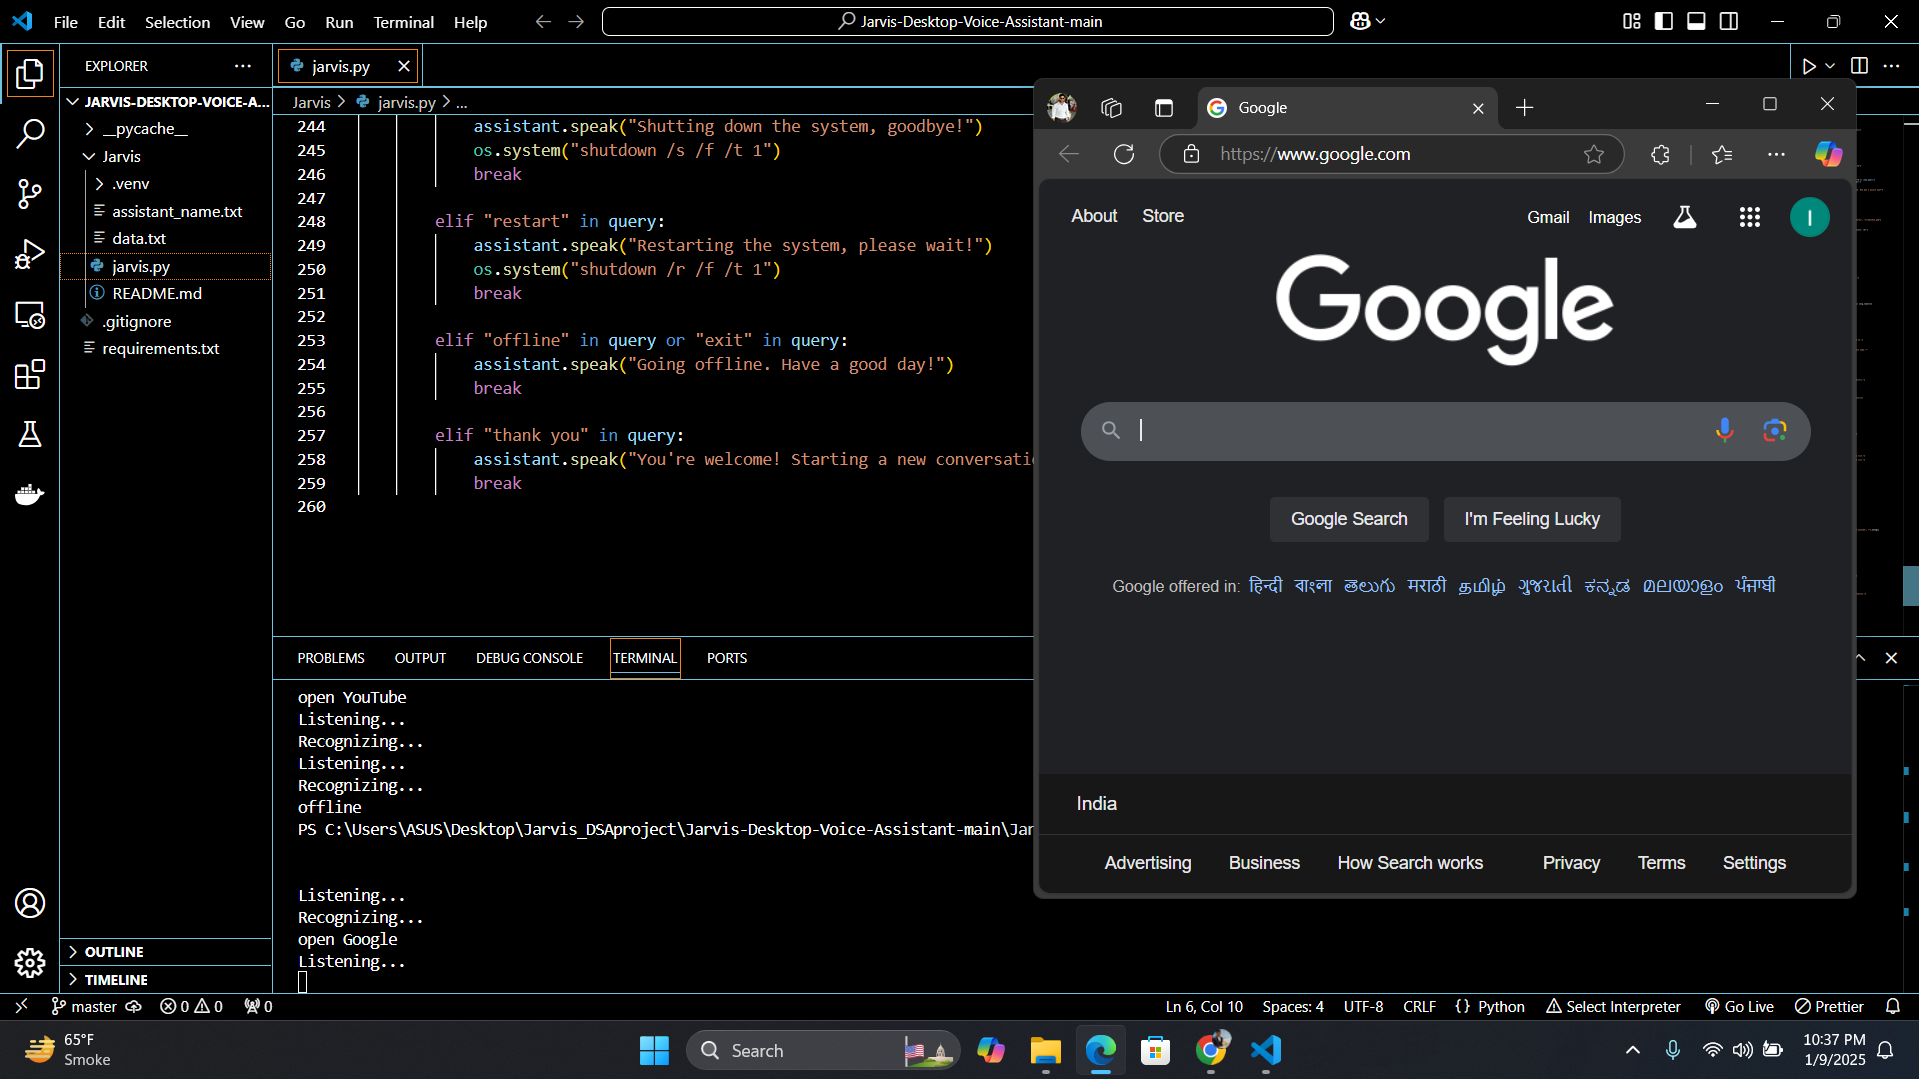 File Edit Selection View Go Run Terminal Help
Jarvis-Desktop-Voice-Assistant-main
EXPLORER
JARVIS-DESKTOP-VOICE-A...
__pycache__
Jarvis
.venv
assistant_name.txt
data.txt
jarvis.py
README.md
.gitignore
requirements.txt
OUTLINE
TIMELINE
jarvis.py
Jarvis > jarvis.py > ...
244 assistant.speak("Shutting down the system, goodbye!")
245 os.system("shutdown /s /f /t 1")
246 break
247
248 elif "restart" in query:
249 assistant.speak("Restarting the system, please wait!")
250 os.system("shutdown /r /f /t 1")
251 break
252
253 elif "offline" in query or "exit" in query:
254 assistant.speak("Going offline. Have a good day!")
255 break
256
257 elif "thank you" in query:
258 assistant.speak("You're welcome! Starting a new conversati
259 break
260
PROBLEMS OUTPUT DEBUG CONSOLE TERMINAL PORTS
open YouTube
Listening...
Recognizing...
Listening...
Recognizing...
offline
PS C:\Users\ASUS\Desktop\Jarvis_DSAproject\Jarvis-Desktop-Voice-Assistant-main\Jar
Listening...
Recognizing...
open Google
Listening...
Google
https://www.google.com
About Store Gmail Images I
Google
Google Search I'm Feeling Lucky
Google offered in: हिन्दी বাংলা తెలుగు मराठी தமிழ் ગુજરાતી ಕನ್ನಡ മലയാളം ਪੰਜਾਬੀ
India
Advertising Business How Search works Privacy Terms Settings
master 0 0 0 Ln 6, Col 10 Spaces: 4 UTF-8 CRLF {} Python Select Interpreter Go Live Prettier
65°F
Smoke
Search
10:37 PM
1/9/2025